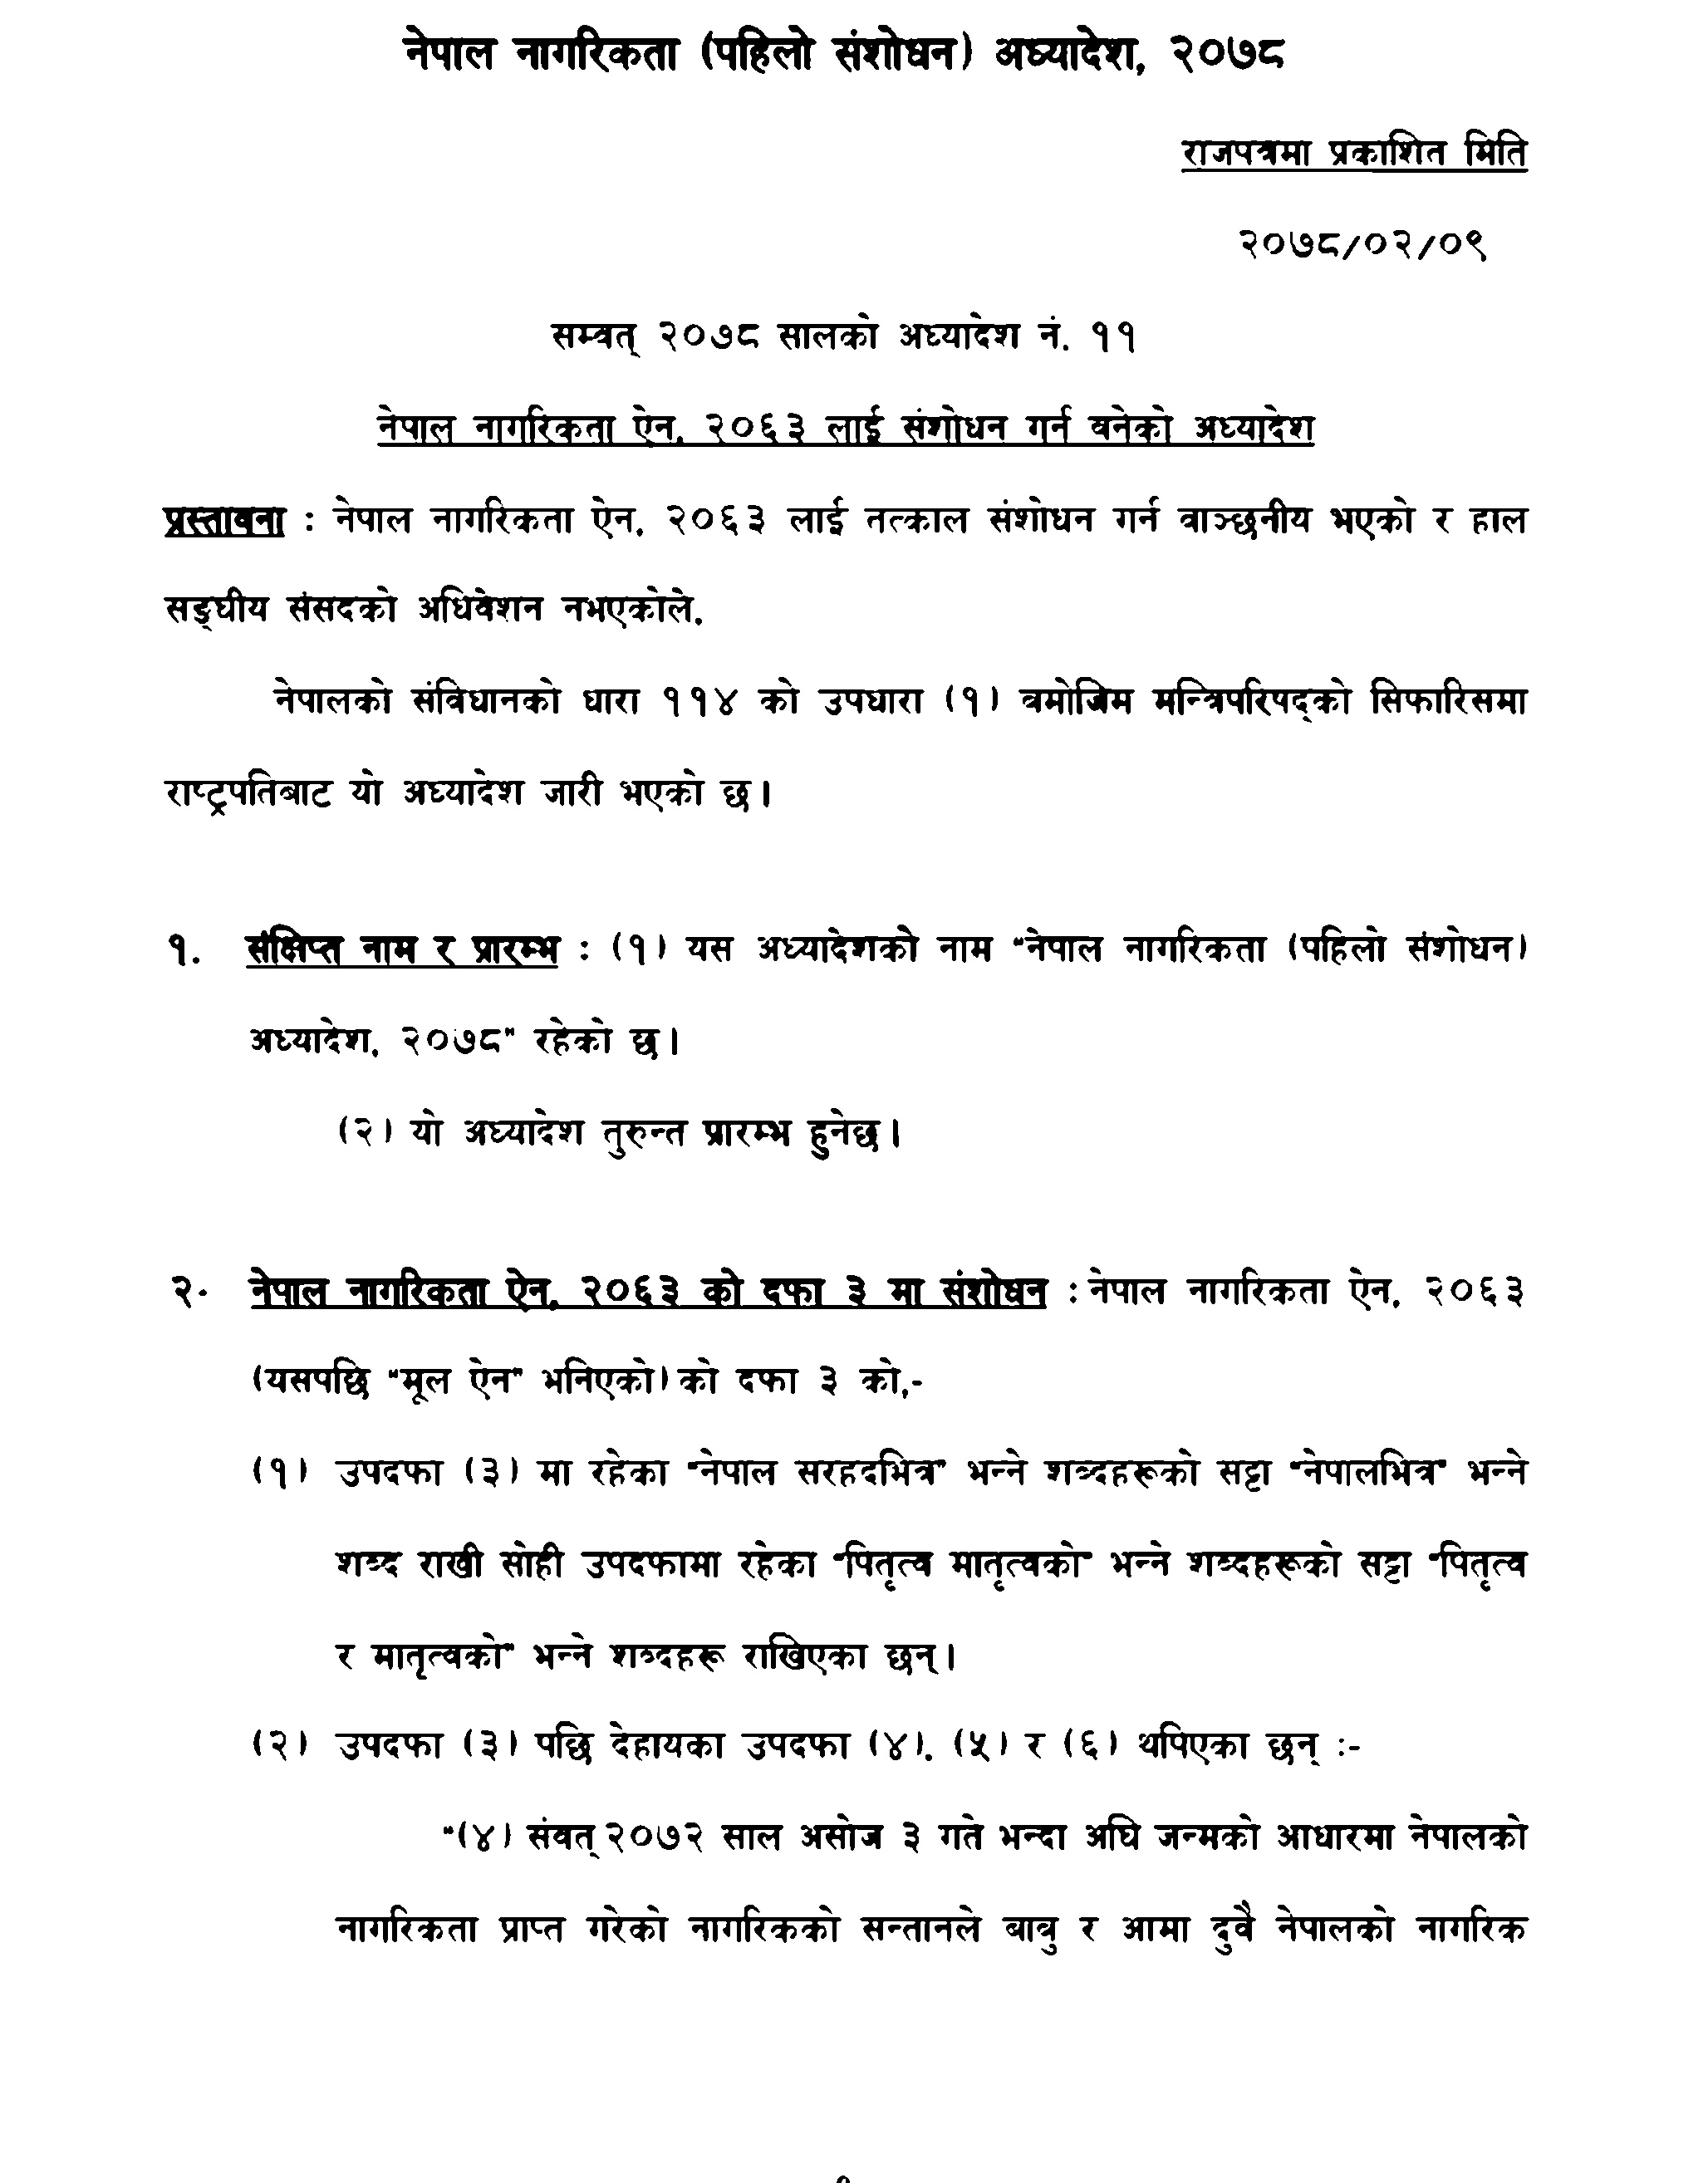 नेपाल नागरिकता (पहिलो संशोधन) अध्यादेश, २०७८
राजपत्रमा प्रकाशित मिति
२०७८/०२/०९
सम्वत् २०७८ सालको अध्यादेश नं. ११
नेपाल नागरिकता ऐन, २०६३ लाई संशोधन गर्न बनेको अध्यादेश
प्रस्तावना : नेपाल नागरिकता ऐन, २०६३ लाई तत्काल संशोधन गर्न वाञ्छनीय भएको र हाल
सङ्घीय संसदको अधिवेशन नभएकोले,
नेपालको संविधानको धारा ११४ को उपधारा (१) बमोजिम मन्त्रिपरिषद्को सिफारिसमा
राष्ट्रपतिबाट यो अध्यादेश जारी भएको छ।
१. संक्षिप्त नाम र प्रारम्भ : (१) यस अध्यादेशको नाम "नेपाल नागरिकता (पहिलो संशोधन)
अध्यादेश, २०७८" रहेको छ।
(२) यो अध्यादेश तुरुन्त प्रारम्भ हुनेछ।
२. नेपाल नागरिकता ऐन, २०६३ को दफा ३ मा संशोधन : नेपाल नागरिकता ऐन, २०६३
(यसपछि "मूल ऐन" भनिएको) को दफा ३ को,-
(१) उपदफा (३) मा रहेका "नेपाल सरहदभित्र" भन्ने शब्दहरूको सट्टा "नेपालभित्र" भन्ने
शब्द राखी सोही उपदफामा रहेका "पितृत्व मातृत्वको" भन्ने शब्दहरूको सट्टा "पितृत्व
र मातृत्वको" भन्ने शब्दहरू राखिएका छन्।
(२) उपदफा (३) पछि देहायका उपदफा (४), (५) र (६) थपिएका छन् :-
"(४) संवत् २०७२ साल असोज ३ गते भन्दा अघि जन्मको आधारमा नेपालको
नागरिकता प्राप्त गरेको नागरिकको सन्तानले बाबु र आमा दुवै नेपालको नागरिक